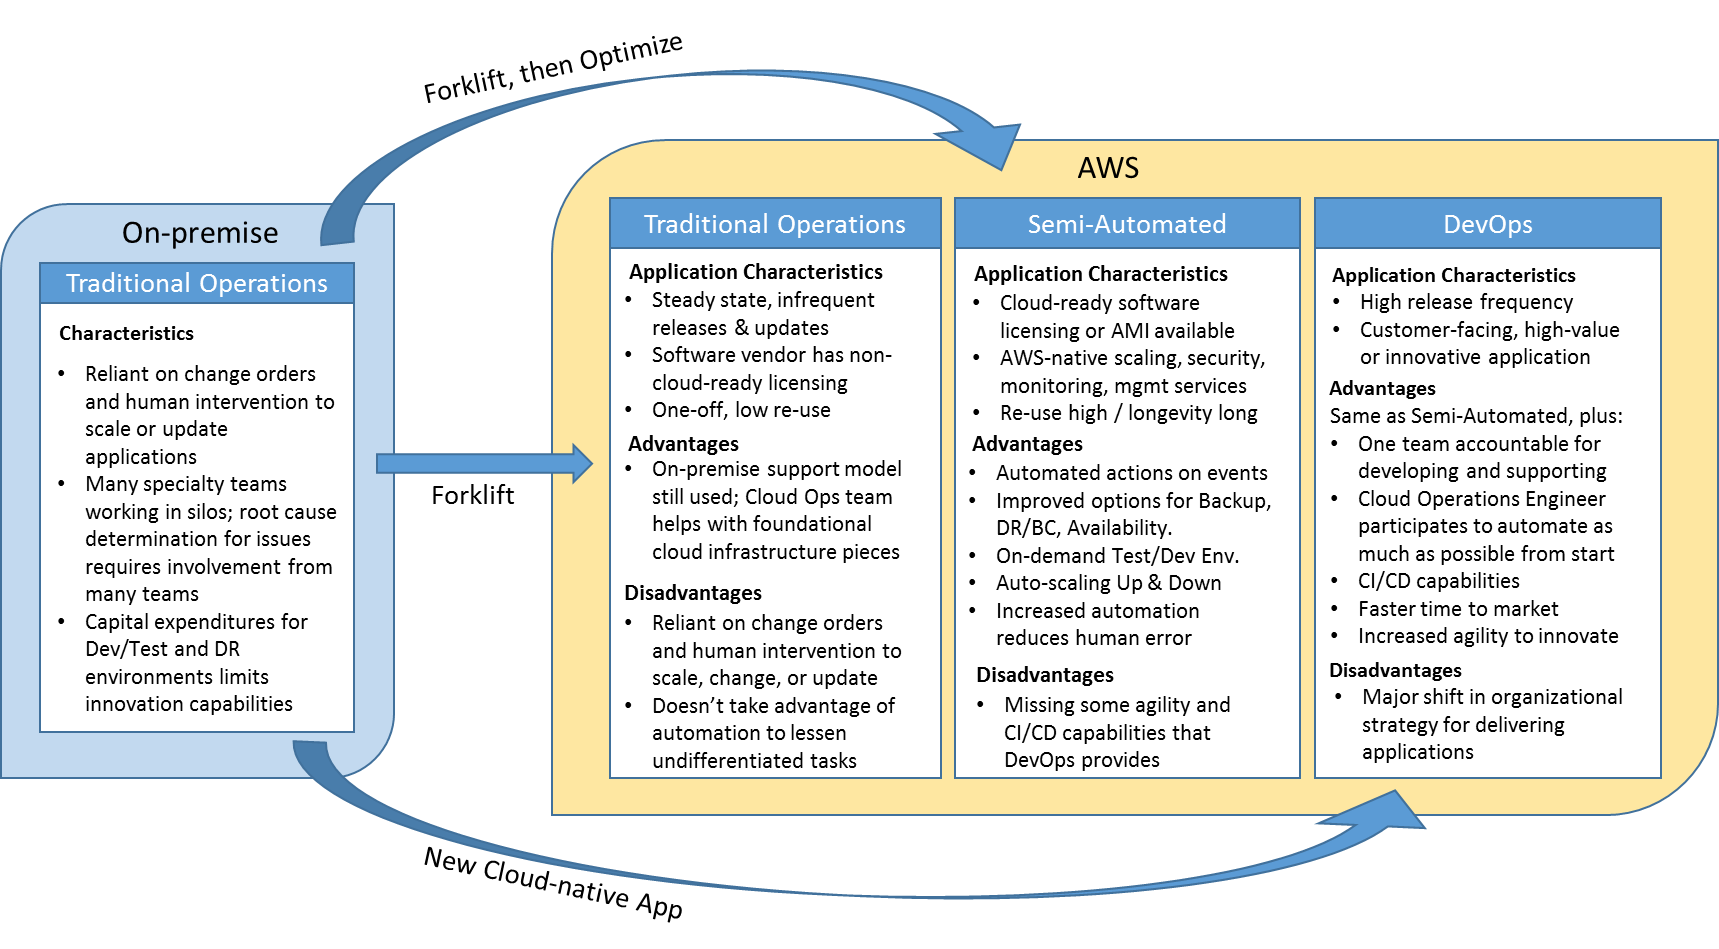 Forklift, then Optimize
On-premise
Traditional Operations
Characteristics
• Reliant on change orders
and human intervention to
scale or update
applications
• Many specialty teams
working in silos; root cause
determination for issues
requires involvement from
many teams
• Capital expenditures for
Dev/Test and DR
environments limits
innovation capabilities
Forklift
New Cloud-native App
AWS
Traditional Operations
Application Characteristics
• Steady state, infrequent
releases & updates
• Software vendor has non-
cloud-ready licensing
• One-off, low re-use
Advantages
• On-premise support model
still used; Cloud Ops team
helps with foundational
cloud infrastructure pieces
Disadvantages
• Reliant on change orders
and human intervention to
scale, change, or update
• Doesn’t take advantage of
automation to lessen
undifferentiated tasks
Semi-Automated
Application Characteristics
• Cloud-ready software
licensing or AMI available
• AWS-native scaling, security,
monitoring, mgmt services
• Re-use high / longevity long
Advantages
• Automated actions on events
• Improved options for Backup,
DR/BC, Availability.
• On-demand Test/Dev Env.
• Auto-scaling Up & Down
• Increased automation
reduces human error
Disadvantages
• Missing some agility and
CI/CD capabilities that
DevOps provides
DevOps
Application Characteristics
• High release frequency
• Customer-facing, high-value
or innovative application
Advantages
Same as Semi-Automated, plus:
• One team accountable for
developing and supporting
• Cloud Operations Engineer
participates to automate as
much as possible from start
• CI/CD capabilities
• Faster time to market
• Increased agility to innovate
Disadvantages
• Major shift in organizational
strategy for delivering
applications